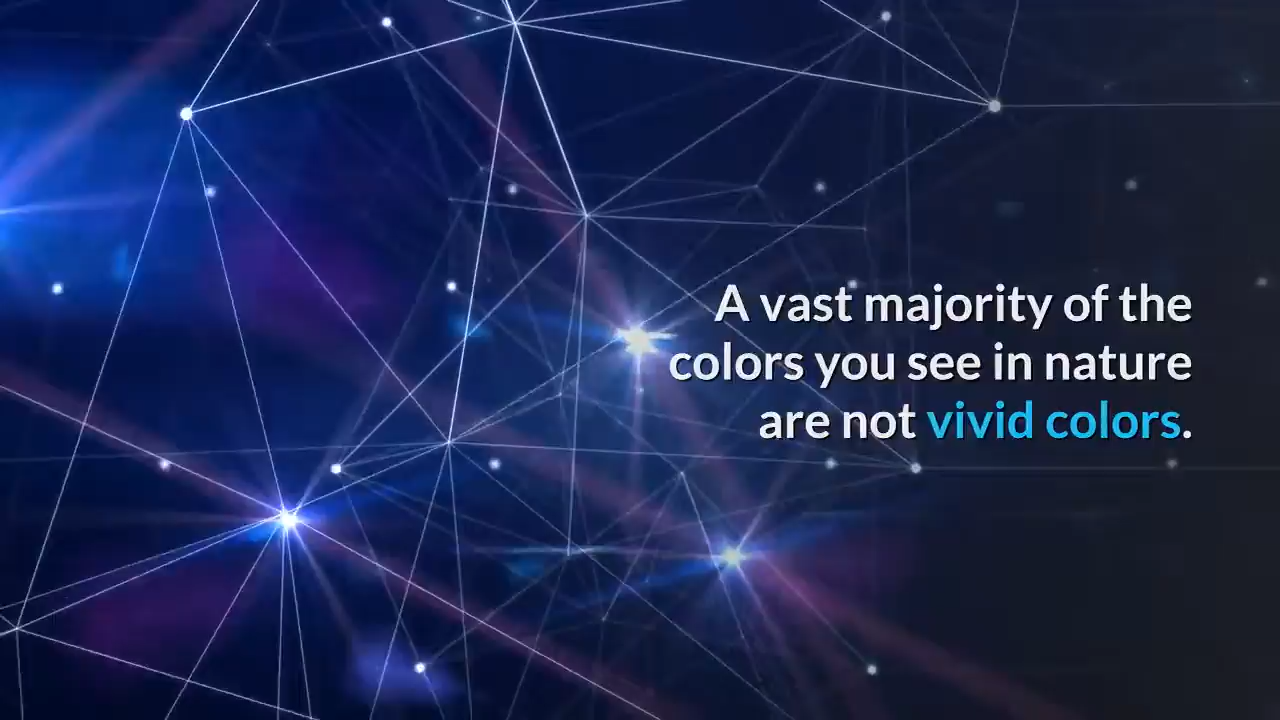 A vast majority of the
colors you see in nature
are not vivid colors.